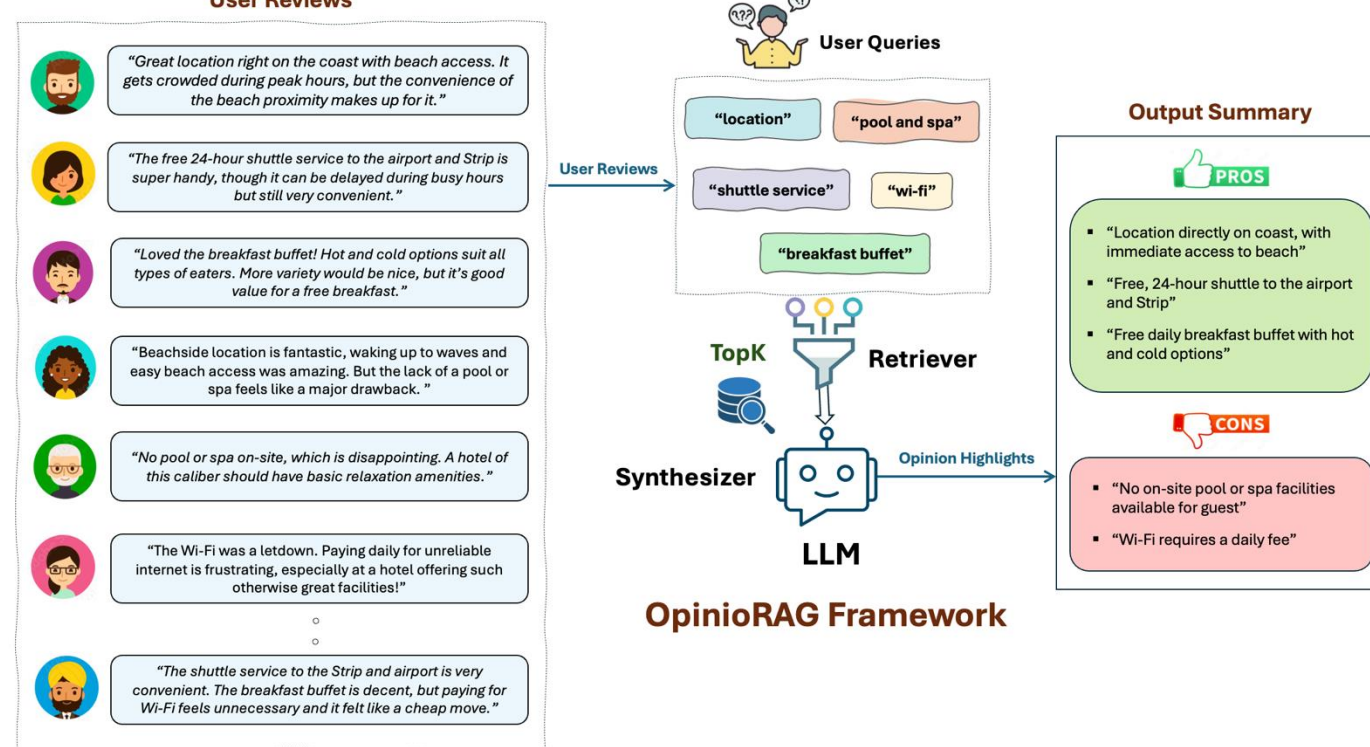 User Reviews
“Great location right on the coast with beach access. It
gets crowded during peak hours, but the convenience of
the beach proximity makes up for it.”
“The free 24-hour shuttle service to the airport and Strip is
super handy, though it can be delayed during busy hours
but still very convenient.”
“Loved the breakfast buffet! Hot and cold options suit all
types of eaters. More variety would be nice, but it’s good
value for a free breakfast.”
“Beachside location is fantastic, waking up to waves and
easy beach access was amazing. But the lack of a pool or
spa feels like a major drawback. ”
“No pool or spa on-site, which is disappointing. A hotel of
this caliber should have basic relaxation amenities.”
“The Wi-Fi was a letdown. Paying daily for unreliable
internet is frustrating, especially at a hotel offering such
otherwise great facilities!”
“The shuttle service to the Strip and airport is very
convenient. The breakfast buffet is decent, but paying for
Wi-Fi feels unnecessary and it felt like a cheap move.”
User Reviews
???
User Queries
“location”
“pool and spa”
“shuttle service”
“wi-fi”
“breakfast buffet”
TopK
Retriever
Synthesizer
LLM
OpinioRAG Framework
Opinion Highlights
Output Summary
PROS
▪ “Location directly on coast, with
immediate access to beach”
▪ “Free, 24-hour shuttle to the airport
and Strip”
▪ “Free daily breakfast buffet with hot
and cold options”
CONS
▪ “No on-site pool or spa facilities
available for guest”
▪ “Wi-Fi requires a daily fee”